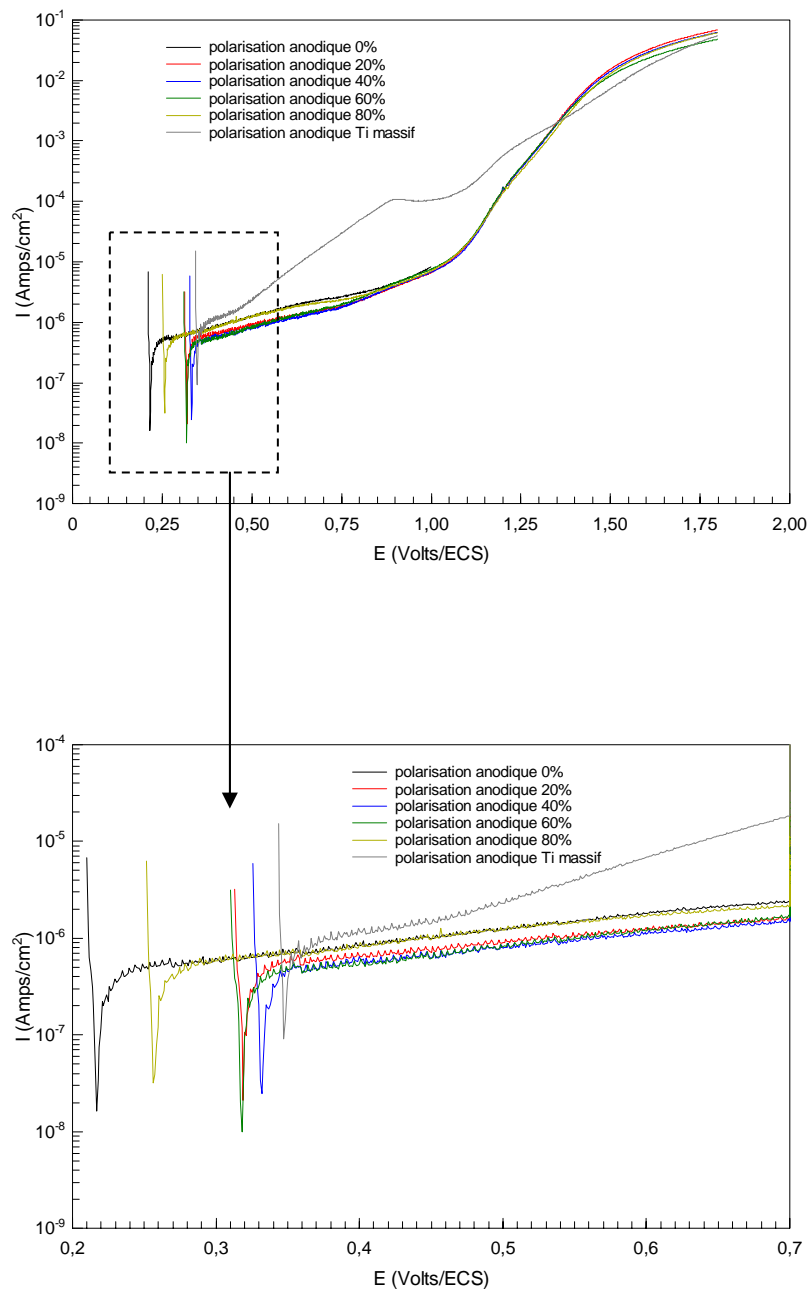 10-1
10-2
10-3
10-4
10-5
10-6
10-7
10-8
10-9
I (Amps/cm2)
polarisation anodique 0%
polarisation anodique 20%
polarisation anodique 40%
polarisation anodique 60%
polarisation anodique 80%
polarisation anodique Ti massif
0 0,25 0,50 0,75 1,00 1,25 1,50 1,75 2,00
E (Volts/ECS)
10-4
10-5
10-6
10-7
10-8
10-9
I (Amps/cm2)
polarisation anodique 0%
polarisation anodique 20%
polarisation anodique 40%
polarisation anodique 60%
polarisation anodique 80%
polarisation anodique Ti massif
0,2 0,3 0,4 0,5 0,6 0,7
E (Volts/ECS)